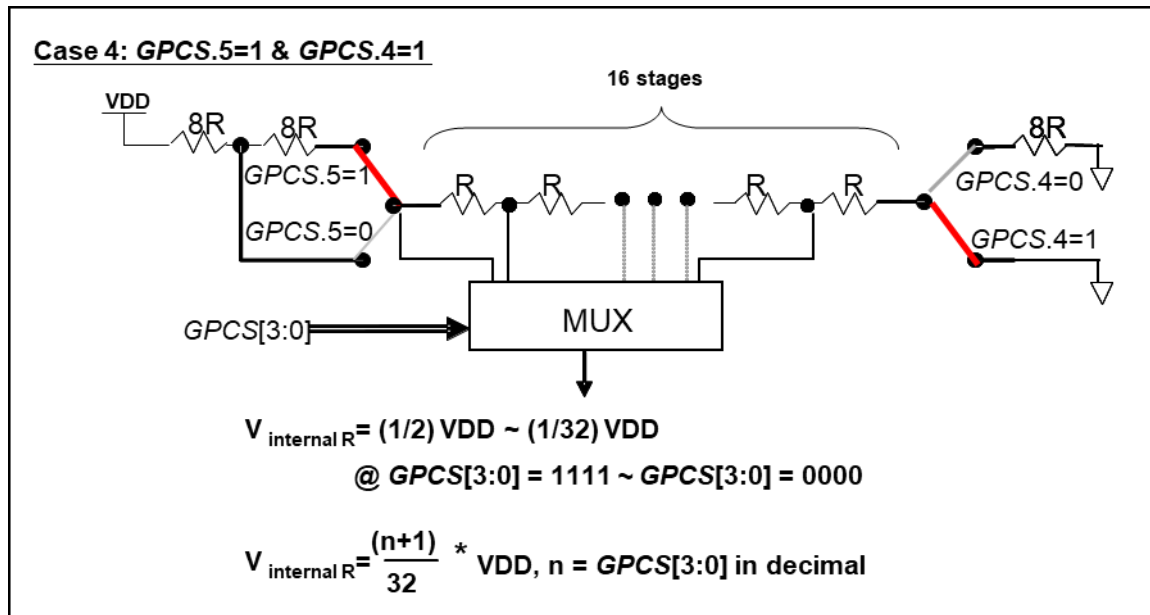 Case 4: GPCS.5=1 & GPCS.4=1
16 stages
VDD
8R
8R
8R
GPCS.5=1
R
R
R
R
GPCS.4=0
GPCS.5=0
GPCS.4=1
MUX
GPCS[3:0]
V internal R= (1/2) VDD ~ (1/32) VDD
@ GPCS[3:0] = 1111 ~ GPCS[3:0] = 0000
V internal R= (n+1)/32 * VDD, n = GPCS[3:0] in decimal